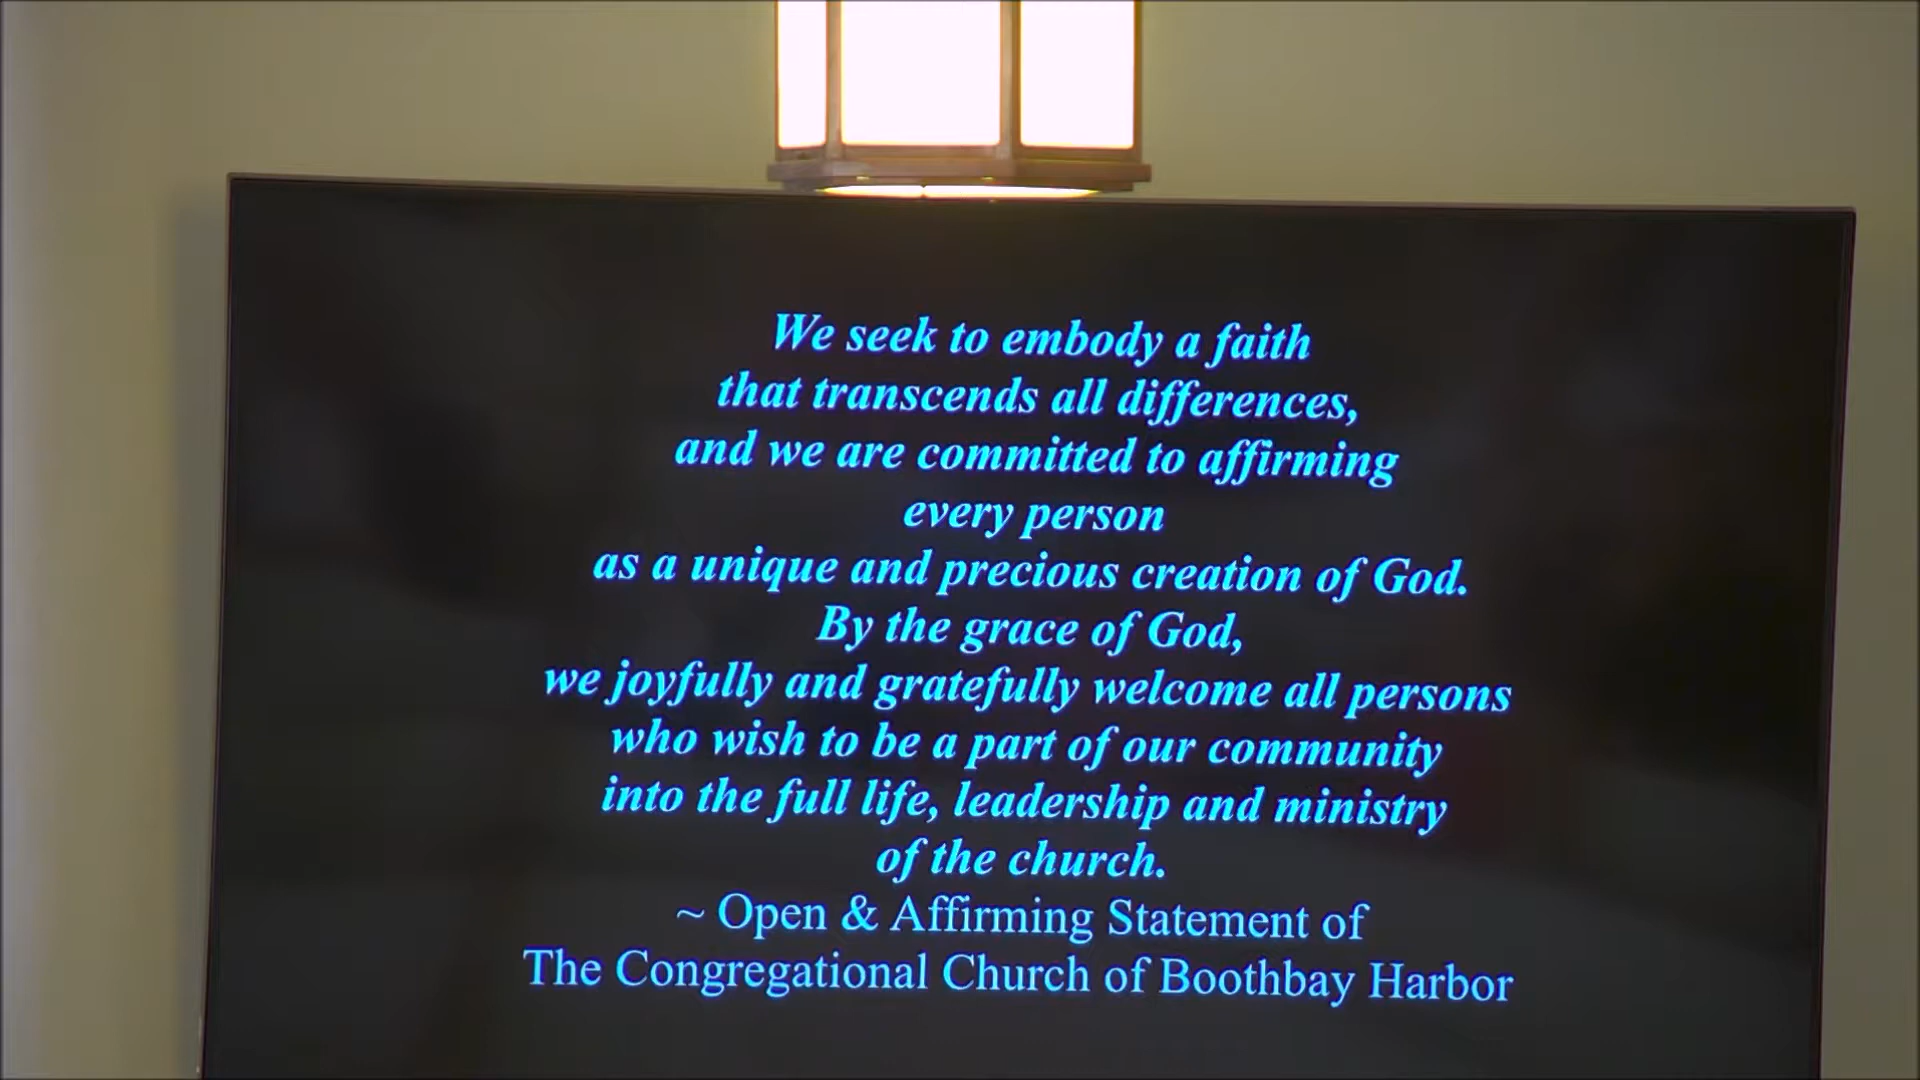 We seek to embody a faith
that transcends all differences,
and we are committed to affirming
every person
as a unique and precious creation of God.
By the grace of God,
we joyfully and gratefully welcome all persons
who wish to be a part of our community
into the full life, leadership and ministry
of the church.
~ Open & Affirming Statement of
The Congregational Church of Boothbay Harbor